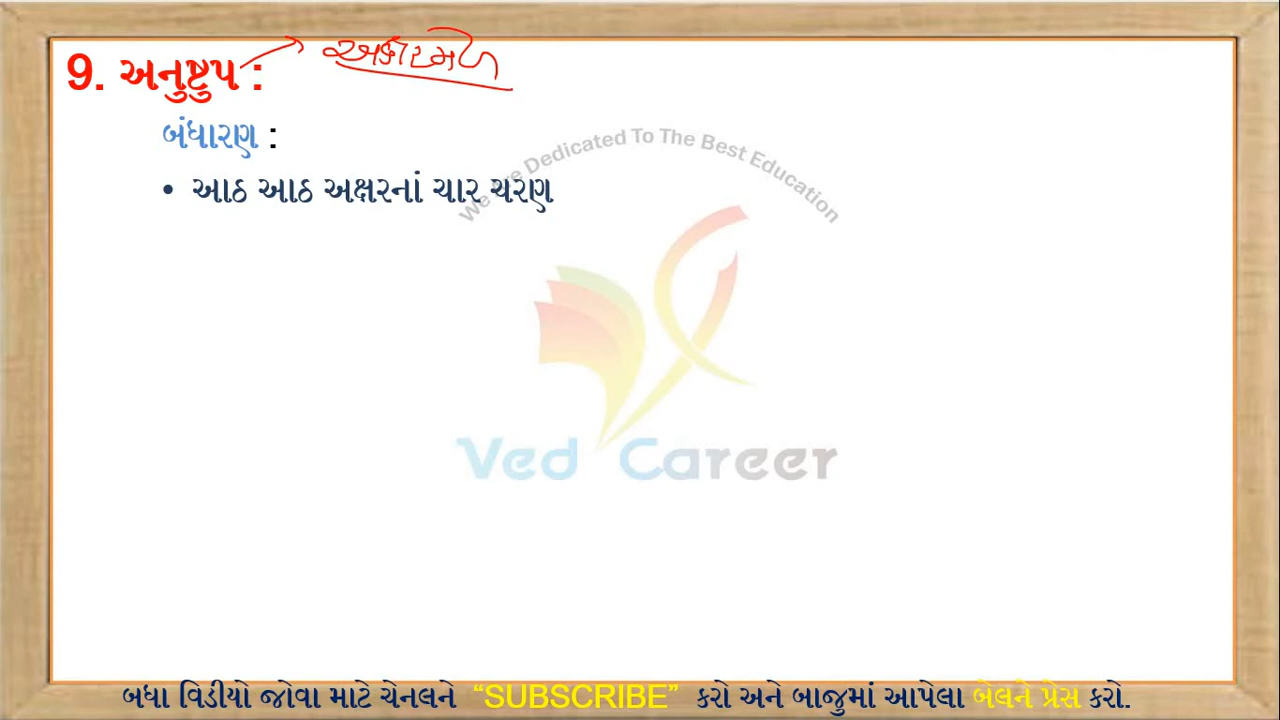 9. અનુષ્ટુપ :
અક્ષરમેળ
બંધારણ :
We Are Dedicated To The Best Education
• આઠ આઠ અક્ષરનાં ચાર ચરણ
Ved Career
બધા વિડીયો જોવા માટે ચેનલને “SUBSCRIBE” કરો અને બાજુમાં આપેલા બેલને પ્રેસ કરો.